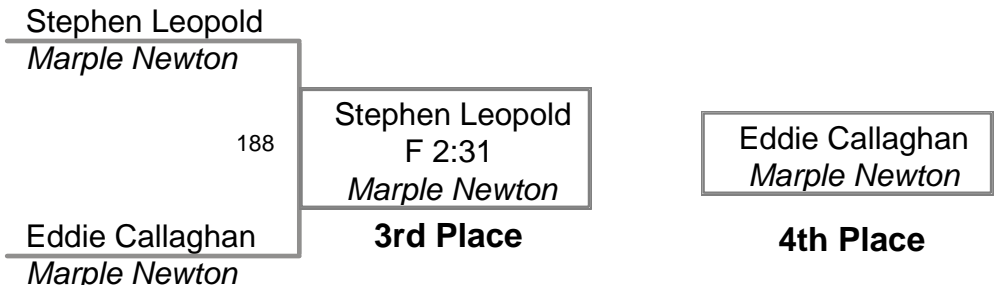 Stephen Leopold
Marple Newton
188
Eddie Callaghan
Marple Newton
Stephen Leopold
F 2:31
Marple Newton
3rd Place
Eddie Callaghan
Marple Newton
4th Place